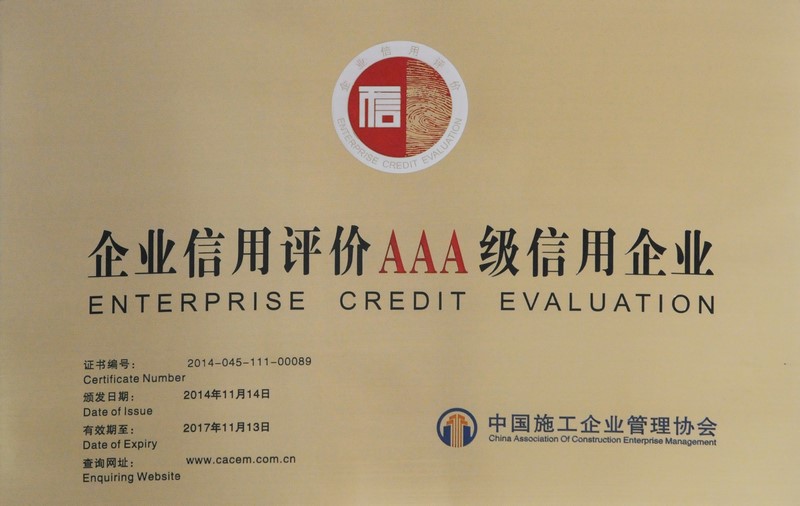 企业信用评价
信
ENTERPRISE CREDIT EVALUATION
企业信用评价AAA级信用企业
ENTERPRISE CREDIT EVALUATION
证书编号： 2014-045-111-00089
Certificate Number
颁发日期： 2014年11月14日
Date of Issue
有效期至： 2017年11月13日
Date of Expiry
查询网址： www.cacem.com.cn
Enquiring Website
中国施工企业管理协会
China Association Of Construction Enterprise Management